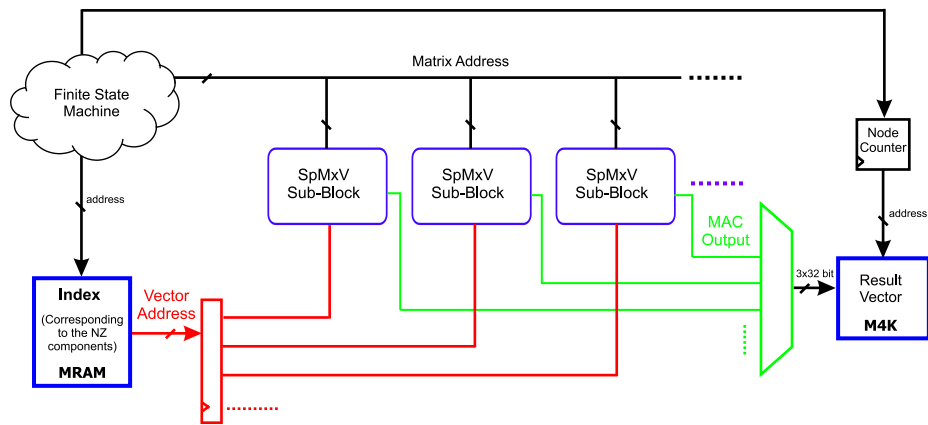 Matrix Address
Finite State
Machine
Node
Counter
SpMxV
Sub-Block
SpMxV
Sub-Block
SpMxV
Sub-Block
address
address
MAC
Output
Index
(Corresponding
to the NZ
components)
MRAM
Vector
Address
3x32 bit
Result
Vector
M4K